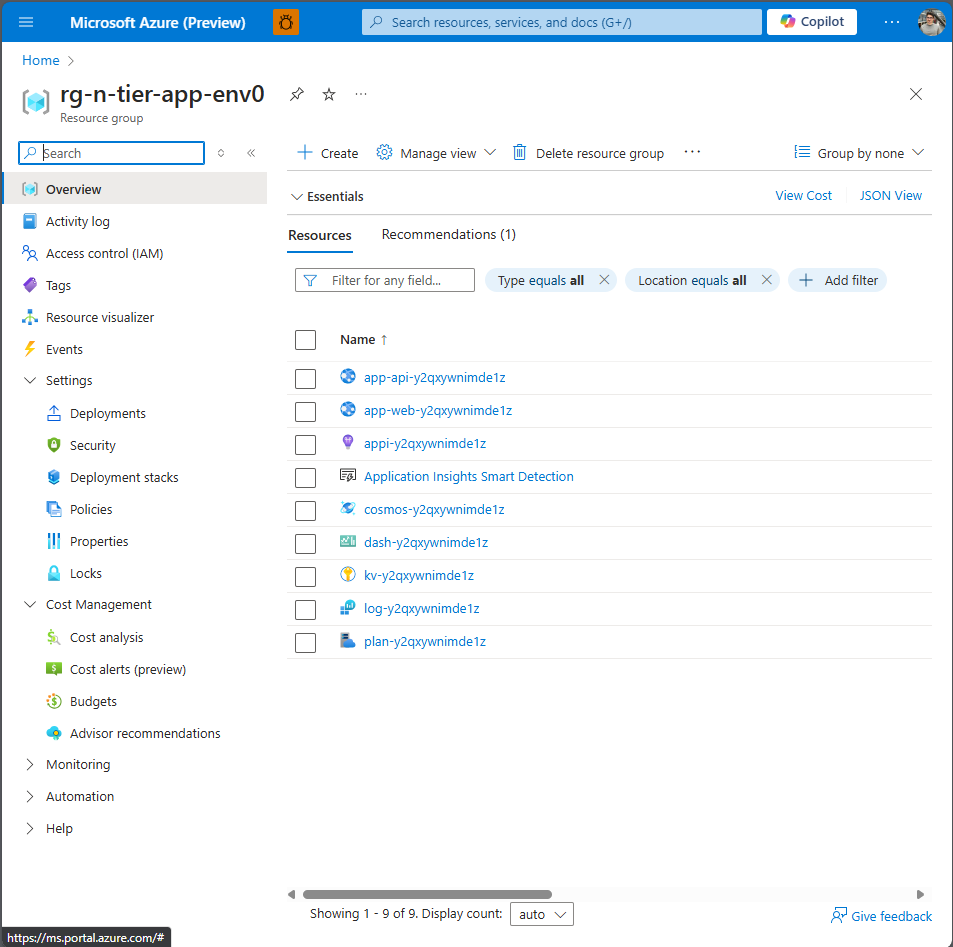 Microsoft Azure (Preview)
Search resources, services, and docs (G+/)
Copilot
Home
rg-n-tier-app-env0
Resource group
Search
Create
Manage view
Delete resource group
Group by none
Overview
Activity log
Access control (IAM)
Tags
Resource visualizer
Events
Settings
Deployments
Security
Deployment stacks
Policies
Properties
Locks
Cost Management
Cost analysis
Cost alerts (preview)
Budgets
Advisor recommendations
Monitoring
Automation
Help
Essentials
View Cost
JSON View
Resources
Recommendations (1)
Filter for any field...
Type equals all
Location equals all
Add filter
Name ↑
app-api-y2qxywnimde1z
app-web-y2qxywnimde1z
appi-y2qxywnimde1z
Application Insights Smart Detection
cosmos-y2qxywnimde1z
dash-y2qxywnimde1z
kv-y2qxywnimde1z
log-y2qxywnimde1z
plan-y2qxywnimde1z
Showing 1 - 9 of 9. Display count:
auto
Give feedback
https://ms.portal.azure.com/#